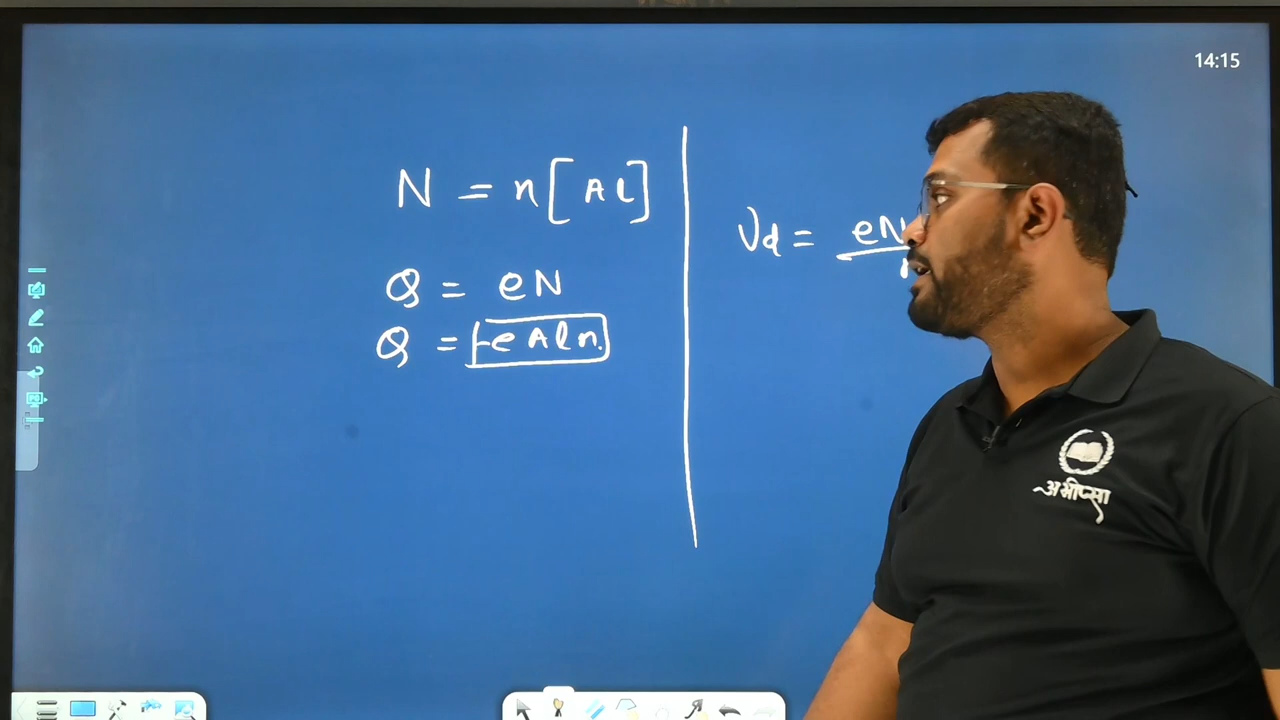 14:15
N = n[Al]
Q = eN
Q = -eAln.
Vd = eN
अभीप्सा